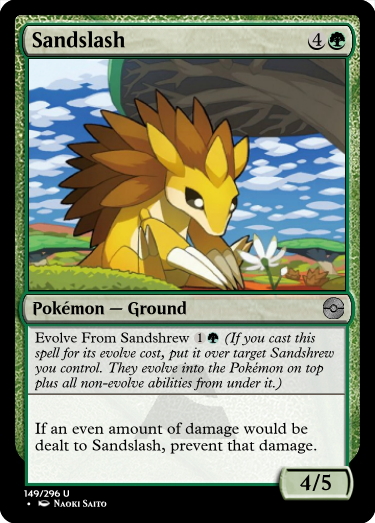 Sandslash 4
Pokémon — Ground
Evolve From Sandshrew 1 (If you cast this
spell for its evolve cost, put it over target Sandshrew
you control. They evolve into the Pokémon on top
plus all non-evolve abilities from under it.)
If an even amount of damage would be
dealt to Sandslash, prevent that damage.
4/5
149/296 U
• Naoki Saito